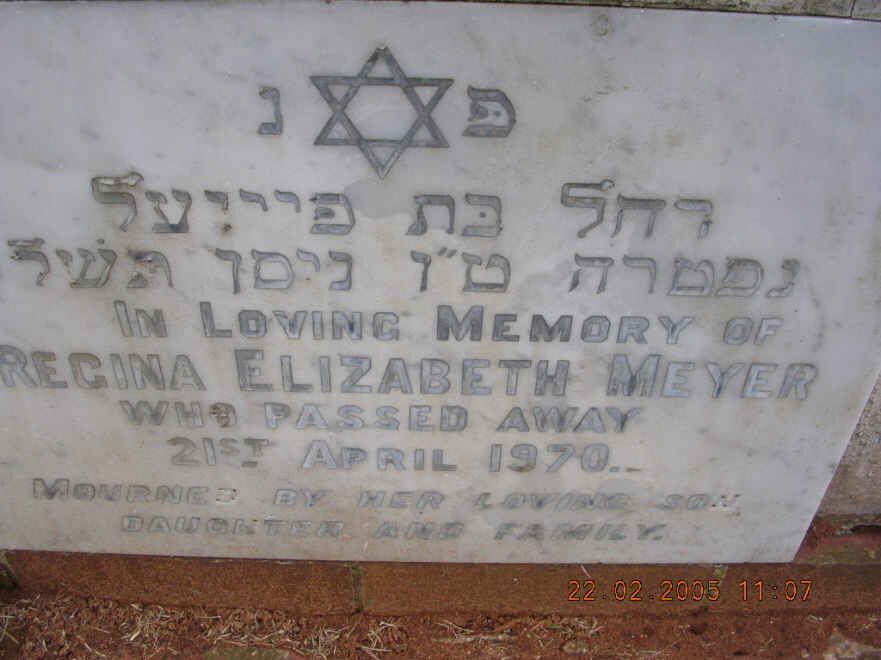 פ נ
רחל בת פייועל
נפטרה ט"ו ניסן תש"ל
IN LOVING MEMORY OF
REGINA ELIZABETH MEYER
WHO PASSED AWAY
21ST APRIL 1970.
MOURNED BY HER LOVING SON
DAUGHTER AND FAMILY.
22.02.2005 11:07